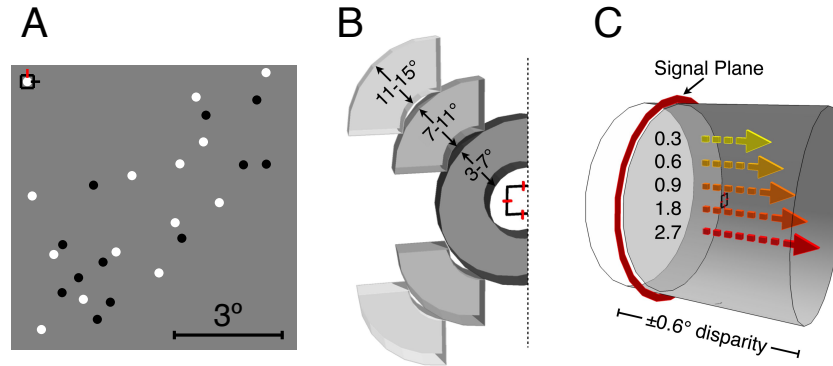 A
3º
B
11-15°
7-11°
3-7°
C
Signal Plane
0.3
0.6
0.9
1.8
2.7
±0.6° disparity